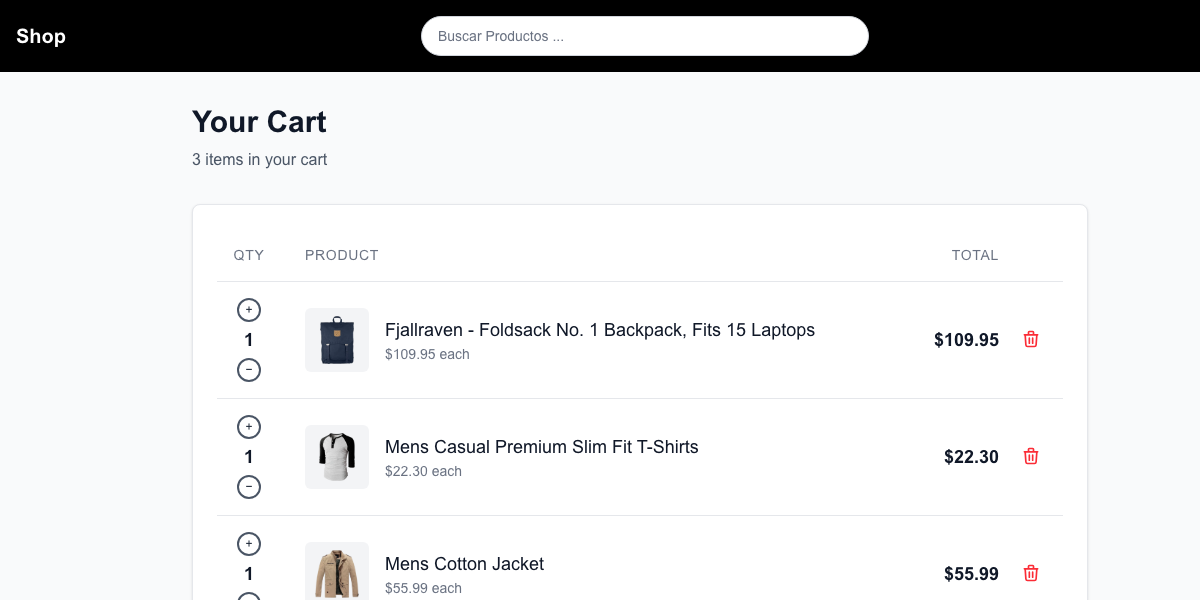 Shop
Buscar Productos ...
Your Cart
3 items in your cart
QTY PRODUCT TOTAL
+
1
−
Fjallraven - Foldsack No. 1 Backpack, Fits 15 Laptops
$109.95 each
$109.95
+
1
−
Mens Casual Premium Slim Fit T-Shirts
$22.30 each
$22.30
+
1
Mens Cotton Jacket
$55.99 each
$55.99